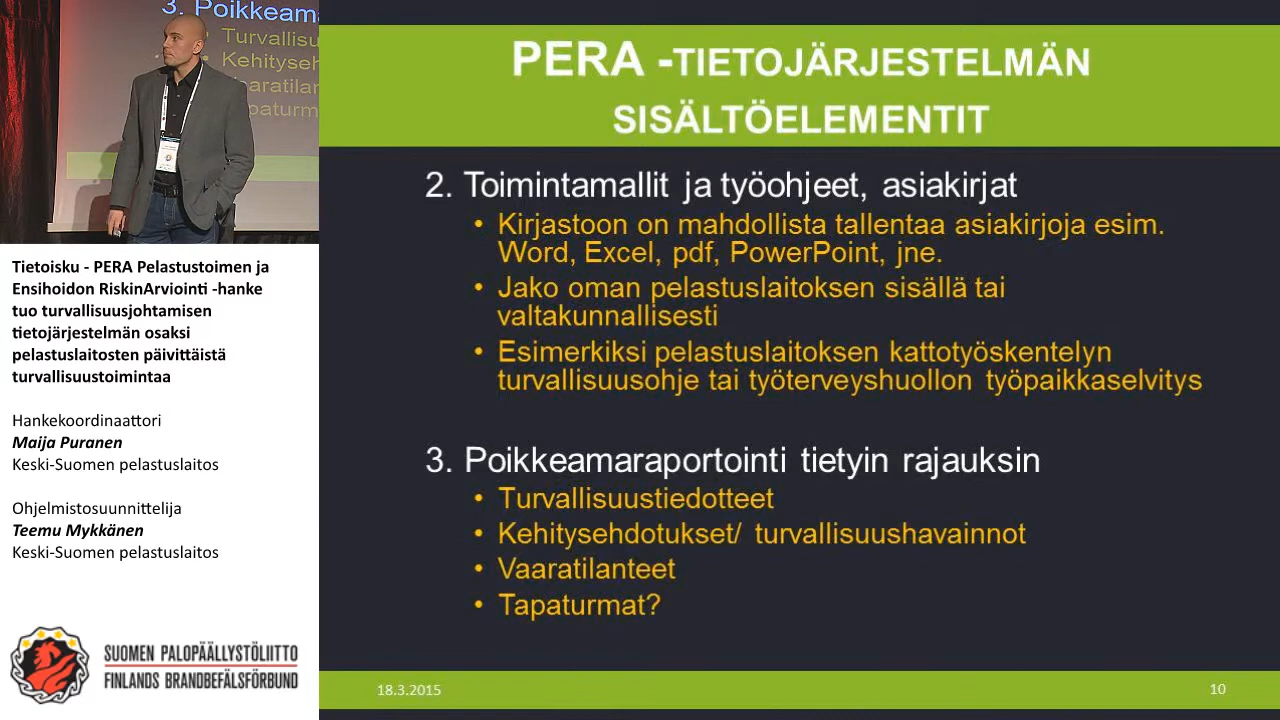 3. Poikkeam
Turvallisu
Kehityseh
aaratilan
paturm
Tietoisku - PERA Pelastustoimen ja
Ensihoidon RiskinArviointi -hanke
tuo turvallisuusjohtamisen
tietojärjestelmän osaksi
pelastuslaitosten päivittäistä
turvallisuustoimintaa
Hankekoordinaattori
Maija Puranen
Keski-Suomen pelastuslaitos
Ohjelmistosuunnittelija
Teemu Mykkänen
Keski-Suomen pelastuslaitos
SUOMEN PALOPÄÄLLYSTÖLIITTO
FINLANDS BRANDBEFÄLSFÖRBUND
PERA -TIETOJÄRJESTELMÄN
SISÄLTÖELEMENTIT
2. Toimintamallit ja työohjeet, asiakirjat
• Kirjastoon on mahdollista tallentaa asiakirjoja esim.
Word, Excel, pdf, PowerPoint, jne.
• Jako oman pelastuslaitoksen sisällä tai
valtakunnallisesti
• Esimerkiksi pelastuslaitoksen kattotyöskentelyn
turvallisuusohje tai työterveyshuollon työpaikkaselvitys
3. Poikkeamaraportointi tietyin rajauksin
• Turvallisuustiedotteet
• Kehitysehdotukset/ turvallisuushavainnot
• Vaaratilanteet
• Tapaturmat?
18.3.2015
10